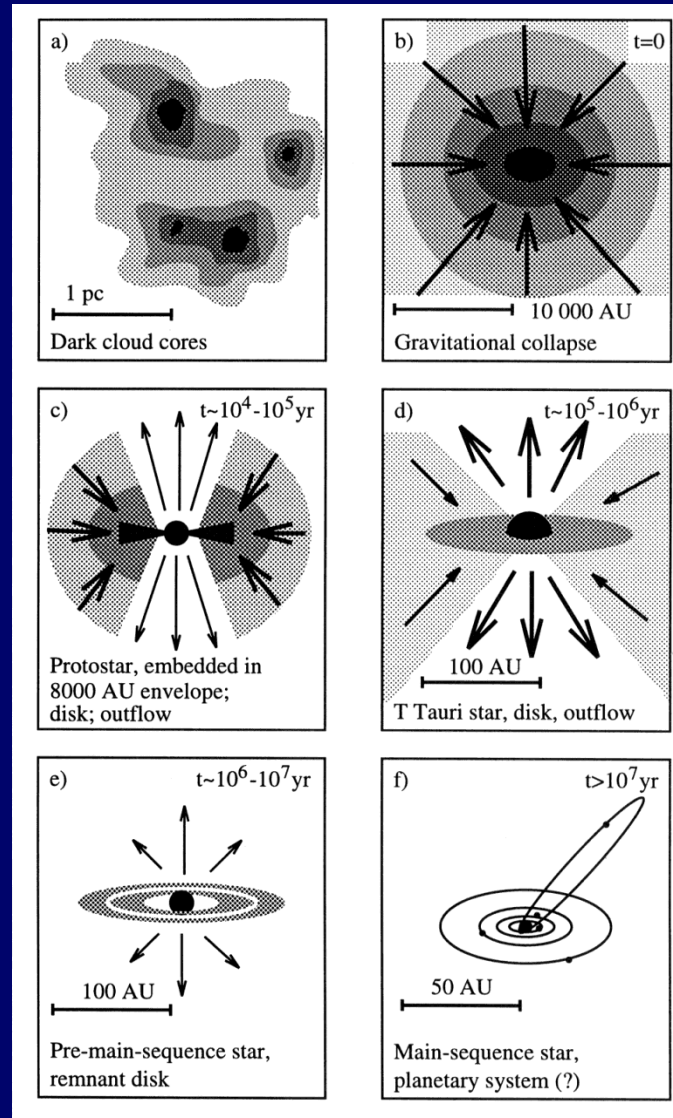 a)
1 pc
Dark cloud cores
b)
t=0
10 000 AU
Gravitational collapse
c)
t~10⁴-10⁵yr
Protostar, embedded in
8000 AU envelope;
disk; outflow
d)
t~10⁵-10⁶yr
100 AU
T Tauri star, disk, outflow
e)
t~10⁶-10⁷yr
100 AU
Pre-main-sequence star,
remnant disk
f)
t>10⁷yr
50 AU
Main-sequence star,
planetary system (?)